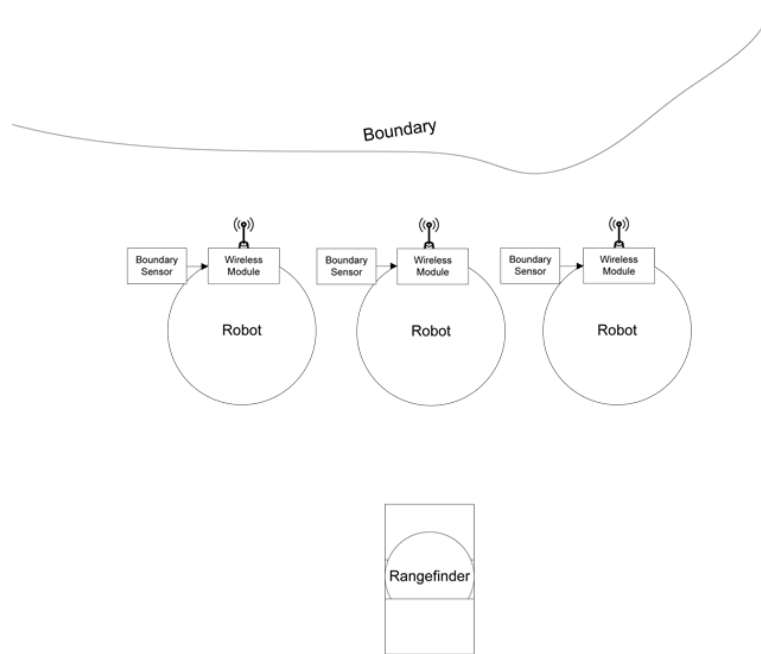 Boundary
Boundary
Sensor
Wireless
Module
Boundary
Sensor
Wireless
Module
Boundary
Sensor
Wireless
Module
Robot
Robot
Robot
Rangefinder